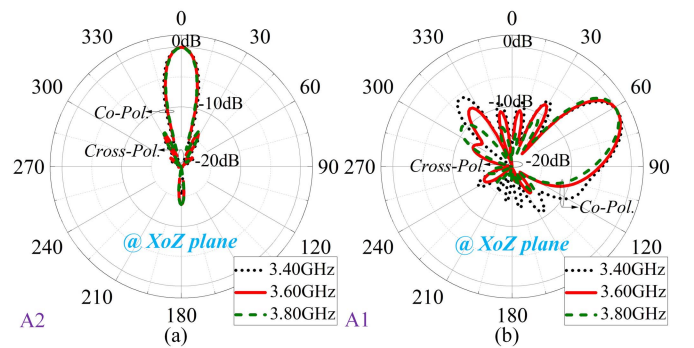 0
330
30
0dB
300
60
Co-Pol.
-10dB
Cross-Pol.
-20dB
270
90
240
120
@ XoZ plane
3.40GHz
3.60GHz
3.80GHz
210
A2
180
(a)
0
330
30
0dB
300
60
-10dB
Cross-Pol.
-20dB
270
90
Co-Pol.
240
120
@ XoZ plane
3.40GHz
3.60GHz
3.80GHz
210
A1
180
(b)